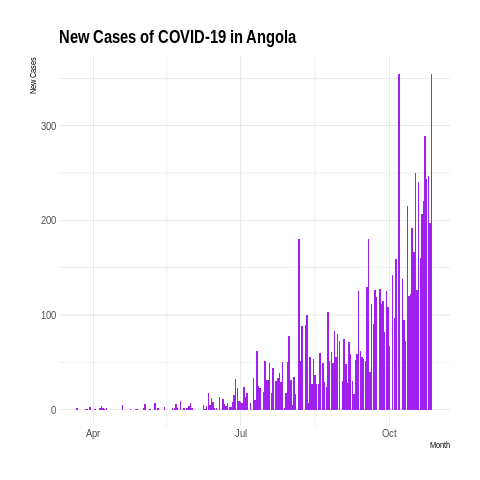 New Cases of COVID-19 in Angola
New Cases
300
200
100
0
Apr
Jul
Oct
Month